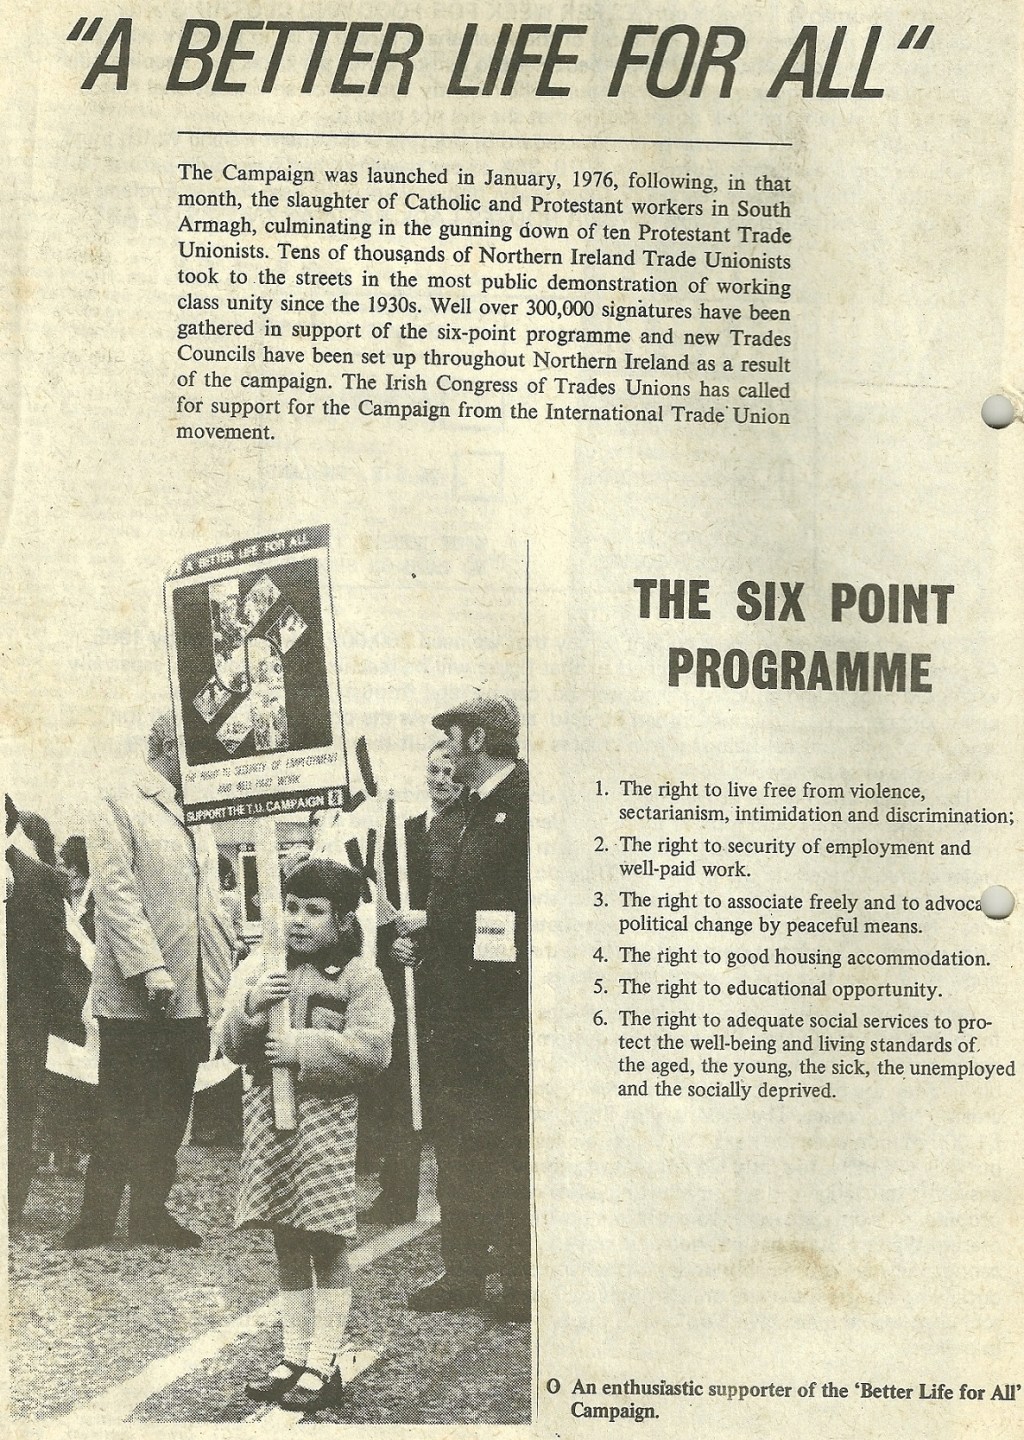 "A BETTER LIFE FOR ALL"
The Campaign was launched in January, 1976, following, in that
month, the slaughter of Catholic and Protestant workers in South
Armagh, culminating in the gunning down of ten Protestant Trade
Unionists. Tens of thousands of Northern Ireland Trade Unionists
took to the streets in the most public demonstration of working
class unity since the 1930s. Well over 300,000 signatures have been
gathered in support of the six-point programme and new Trades
Councils have been set up throughout Northern Ireland as a result
of the campaign. The Irish Congress of Trades Unions has called
for support for the Campaign from the International Trade Union
movement.
A BETTER LIFE FOR ALL
THE RIGHT TO SECURITY OF EMPLOYMENT
AND WELL PAID WORK
SUPPORT THE T.U. CAMPAIGN
THE SIX POINT
PROGRAMME
1. The right to live free from violence,
sectarianism, intimidation and discrimination;
2. The right to security of employment and
well-paid work.
3. The right to associate freely and to advoca
political change by peaceful means.
4. The right to good housing accommodation.
5. The right to educational opportunity.
6. The right to adequate social services to pro-
tect the well-being and living standards of
the aged, the young, the sick, the unemployed
and the socially deprived.
O An enthusiastic supporter of the 'Better Life for All'
Campaign.